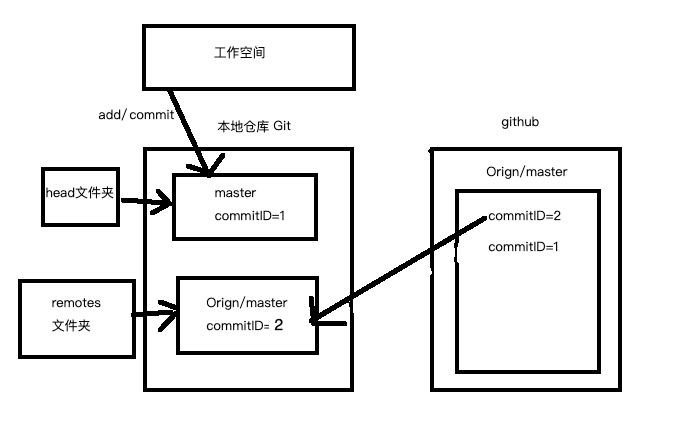 工作空间
add/commit
本地仓库 Git
github
Orign/master
head文件夹
master
commitID=1
commitID=2
commitID=1
remotes
文件夹
Orign/master
commitID= 2